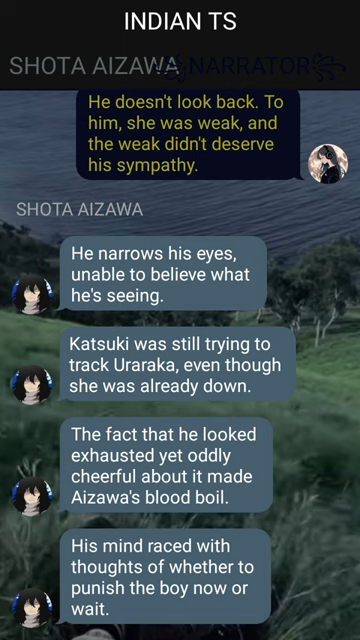 INDIAN TS
SHOTA AIZAWA
꧁NARRATOR꧂
He doesn't look back. To
him, she was weak, and
the weak didn't deserve
his sympathy.
SHOTA AIZAWA
He narrows his eyes,
unable to believe what
he's seeing.
Katsuki was still trying to
track Uraraka, even though
she was already down.
The fact that he looked
exhausted yet oddly
cheerful about it made
Aizawa's blood boil.
His mind raced with
thoughts of whether to
punish the boy now or
wait.